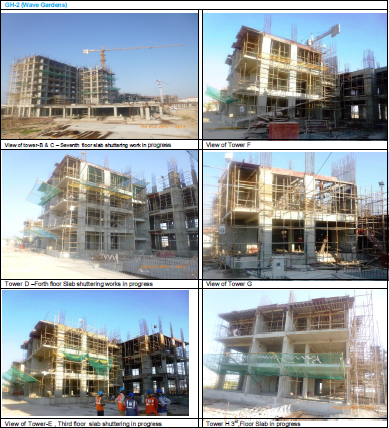 GH-2 (Wave Gardens)
View of tower-B & C – Seventh floor slab shuttering work in progress
View of Tower F
Tower D –Forth floor Slab shuttering works in progress
View of Tower G
View of Tower-E , Third floor slab shuttering in progress
Tower H 3rd,Floor Slab in progress